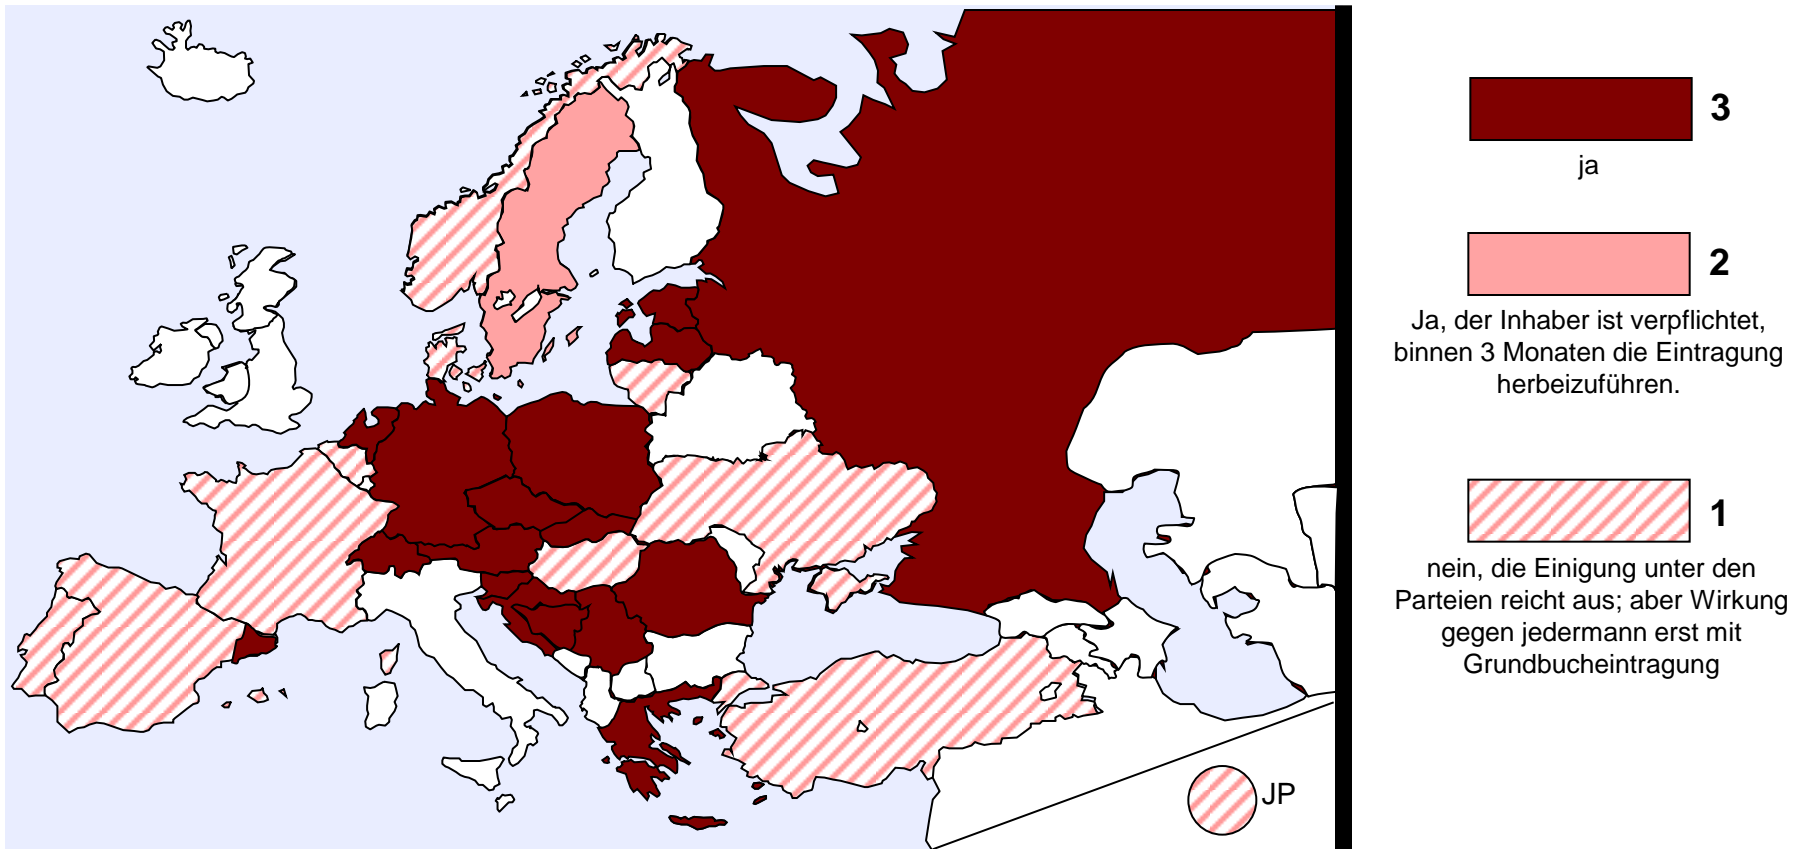 3
ja
2
Ja, der Inhaber ist verpflichtet,
binnen 3 Monaten die Eintragung
herbeizuführen.
1
nein, die Einigung unter den
Parteien reicht aus; aber Wirkung
gegen jedermann erst mit
Grundbucheintragung
JP